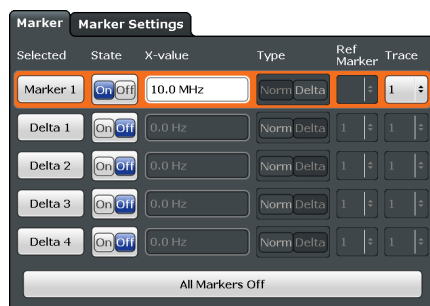 Marker Marker Settings
Selected State X-value Type Ref Marker Trace
Marker 1 On Off 10.0 MHz Norm Delta 1
Delta 1 On Off 0.0 Hz Norm Delta 1 1
Delta 2 On Off 0.0 Hz Norm Delta 1 1
Delta 3 On Off 0.0 Hz Norm Delta 1 1
Delta 4 On Off 0.0 Hz Norm Delta 1 1
All Markers Off